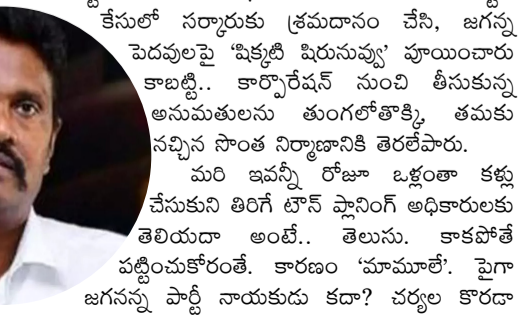 కేసులో సర్కారుకు శ్రమదానం చేసి, జగన్న
పెదవులపై ‘షిక్కటి షిరునువ్వు’ పూయించారు
కాబట్టి.. కార్పొరేషన్ నుంచి తీసుకున్న
అనుమతులను తుంగలోతొక్కి, తమకు
నచ్చిన సొంత నిర్మాణానికి తెరలేపారు.
మరి ఇవన్నీ రోజూ ఒళ్లంతా కళ్లు
చేసుకుని తిరిగే టౌన్ ప్లానింగ్ అధికారులకు
తెలియదా అంటే.. తెలుసు. కాకపోతే
పట్టించుకోరంతే. కారణం ‘మామూలే’. పైగా
జగనన్న పార్టీ నాయకుడు కదా? చర్యల కొరడా